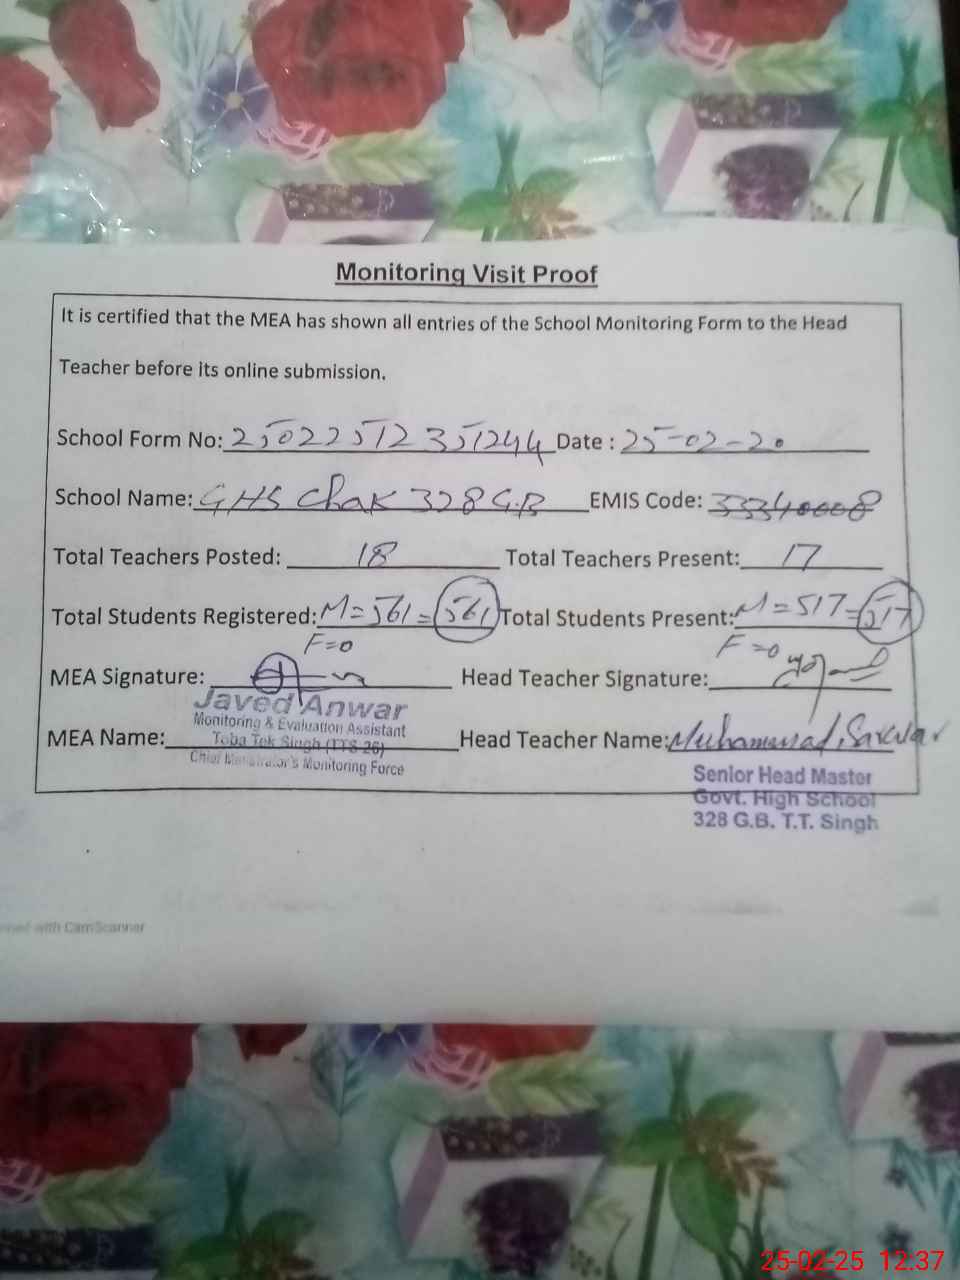 Monitoring Visit Proof
It is certified that the MEA has shown all entries of the School Monitoring Form to the Head
Teacher before its online submission.
School Form No: 25022512351244 Date : 25-02-20
School Name: GHS Chak 328 G.B EMIS Code: 33340008
Total Teachers Posted: 18 Total Teachers Present: 17
Total Students Registered: M=561=561 Total Students Present: M=517=517
F=0 F=0
MEA Signature: Head Teacher Signature:
Javed Anwar
Monitoring & Evaluation Assistant
MEA Name: Toba Tek Singh (TTS-26) Head Teacher Name: Muhammad Sarwar
Chief Monitoring Force
Senior Head Master
Govt. High School
328 G.B. T.T. Singh
with CamScanner
25-02-25 12:37